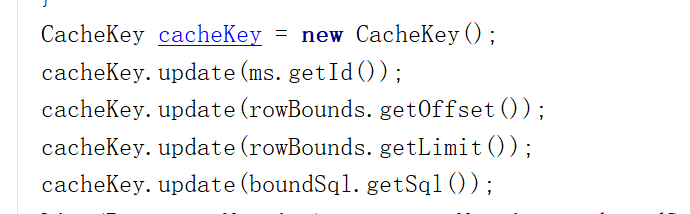 }
CacheKey cacheKey = new CacheKey();
cacheKey.update(ms.getId());
cacheKey.update(rowBounds.getOffset());
cacheKey.update(rowBounds.getLimit());
cacheKey.update(boundSql.getSql());